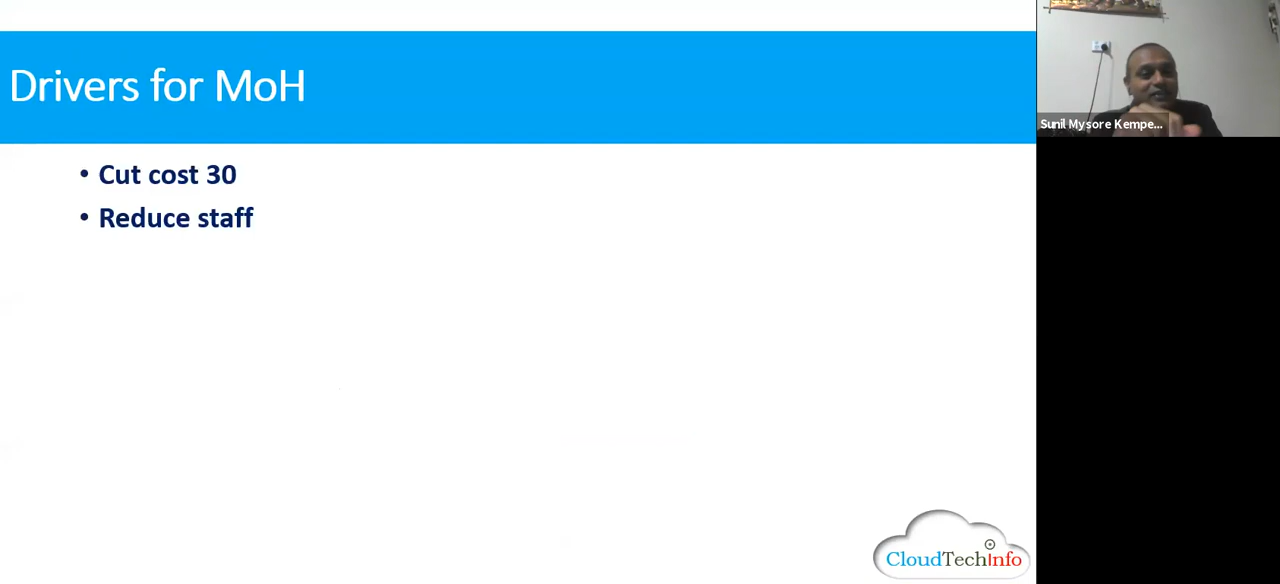 Drivers for MoH
Sunil Mysore Kempe...
• Cut cost 30
• Reduce staff
CloudTechInfo